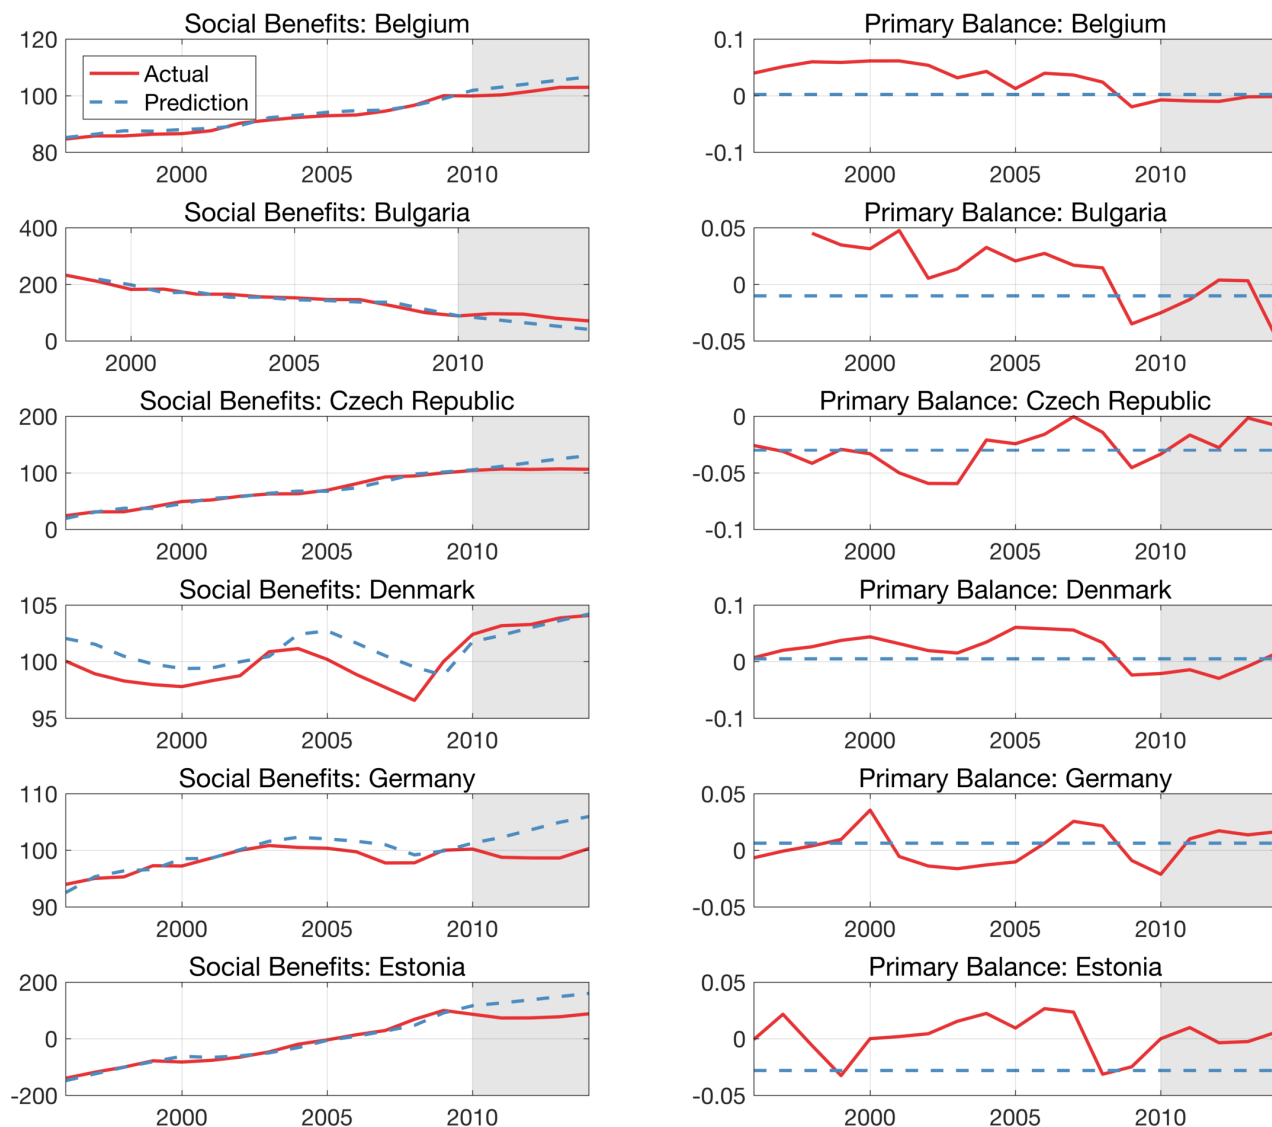 Social Benefits: Belgium
120
100
80
Actual
Prediction
2000 2005 2010
Primary Balance: Belgium
0.1
0
-0.1
2000 2005 2010
Social Benefits: Bulgaria
400
200
0
2000 2005 2010
Primary Balance: Bulgaria
0.05
0
-0.05
2000 2005 2010
Social Benefits: Czech Republic
200
100
0
2000 2005 2010
Primary Balance: Czech Republic
0
-0.05
-0.1
2000 2005 2010
Social Benefits: Denmark
105
100
95
2000 2005 2010
Primary Balance: Denmark
0.1
0
-0.1
2000 2005 2010
Social Benefits: Germany
110
100
90
2000 2005 2010
Primary Balance: Germany
0.05
0
-0.05
2000 2005 2010
Social Benefits: Estonia
200
0
-200
2000 2005 2010
Primary Balance: Estonia
0.05
0
-0.05
2000 2005 2010